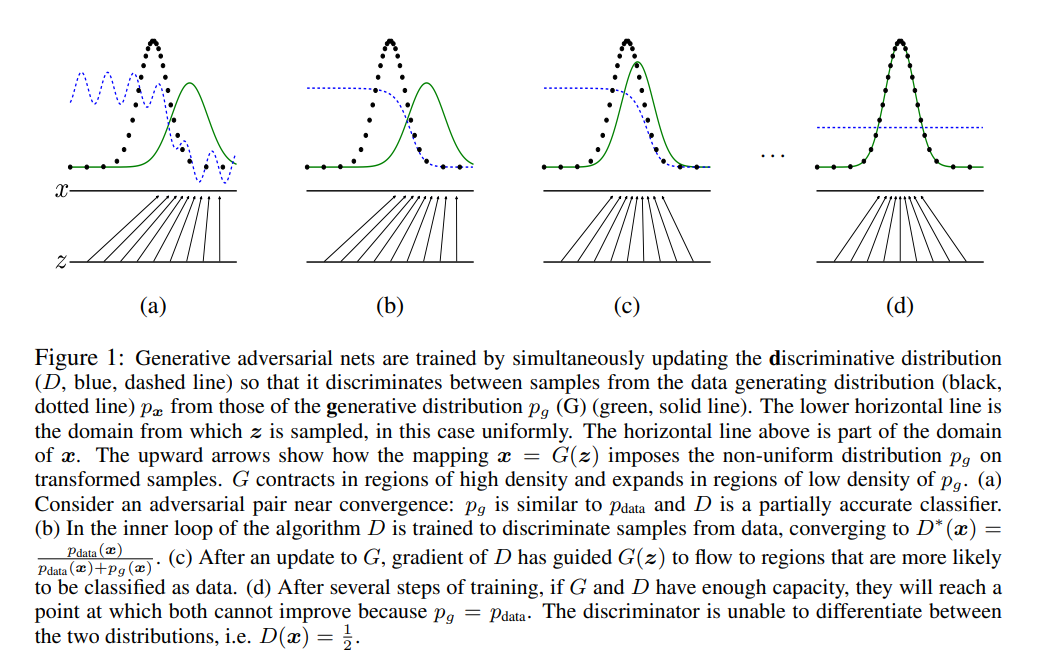 x
z
...
(a) (b) (c) (d)
Figure 1: Generative adversarial nets are trained by simultaneously updating the discriminative distribution
(D, blue, dashed line) so that it discriminates between samples from the data generating distribution (black,
dotted line) pₓ from those of the generative distribution p_g (G) (green, solid line). The lower horizontal line is
the domain from which z is sampled, in this case uniformly. The horizontal line above is part of the domain
of x. The upward arrows show how the mapping x = G(z) imposes the non-uniform distribution p_g on
transformed samples. G contracts in regions of high density and expands in regions of low density of p_g. (a)
Consider an adversarial pair near convergence: p_g is similar to p_data and D is a partially accurate classifier.
(b) In the inner loop of the algorithm D is trained to discriminate samples from data, converging to D*(x) =
p_data(x) / (p_data(x)+p_g(x)). (c) After an update to G, gradient of D has guided G(z) to flow to regions that are more likely
to be classified as data. (d) After several steps of training, if G and D have enough capacity, they will reach a
point at which both cannot improve because p_g = p_data. The discriminator is unable to differentiate between
the two distributions, i.e. D(x) = 1/2.